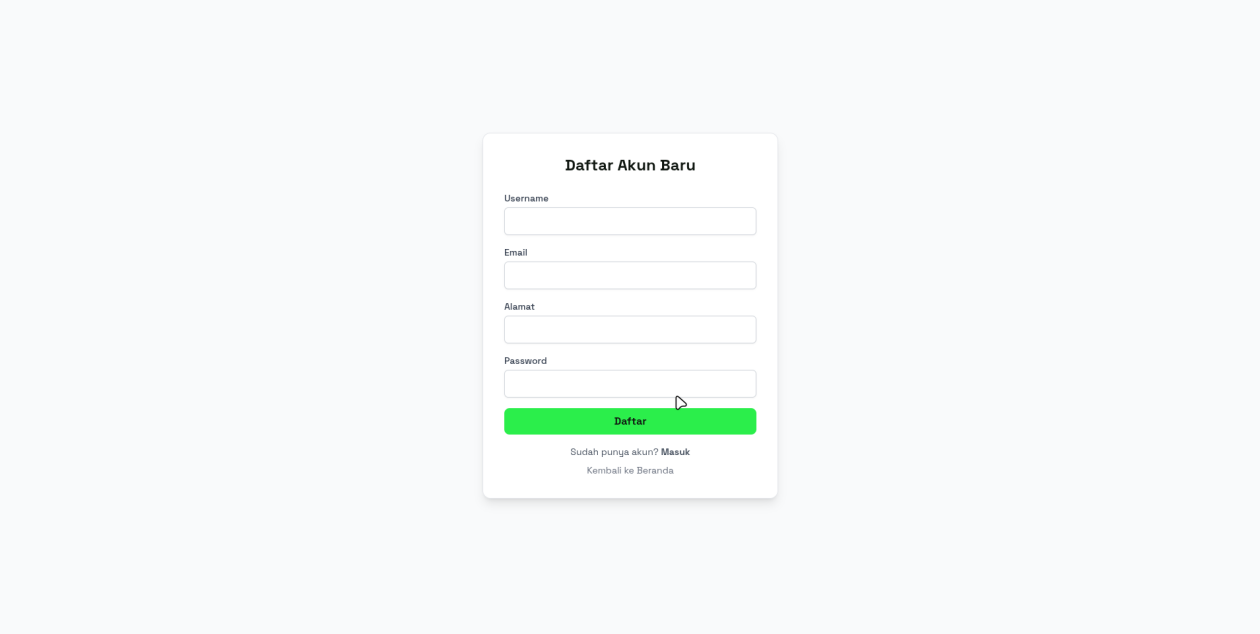 Daftar Akun Baru
Username
Email
Alamat
Password
Daftar
Sudah punya akun? Masuk
Kembali ke Beranda